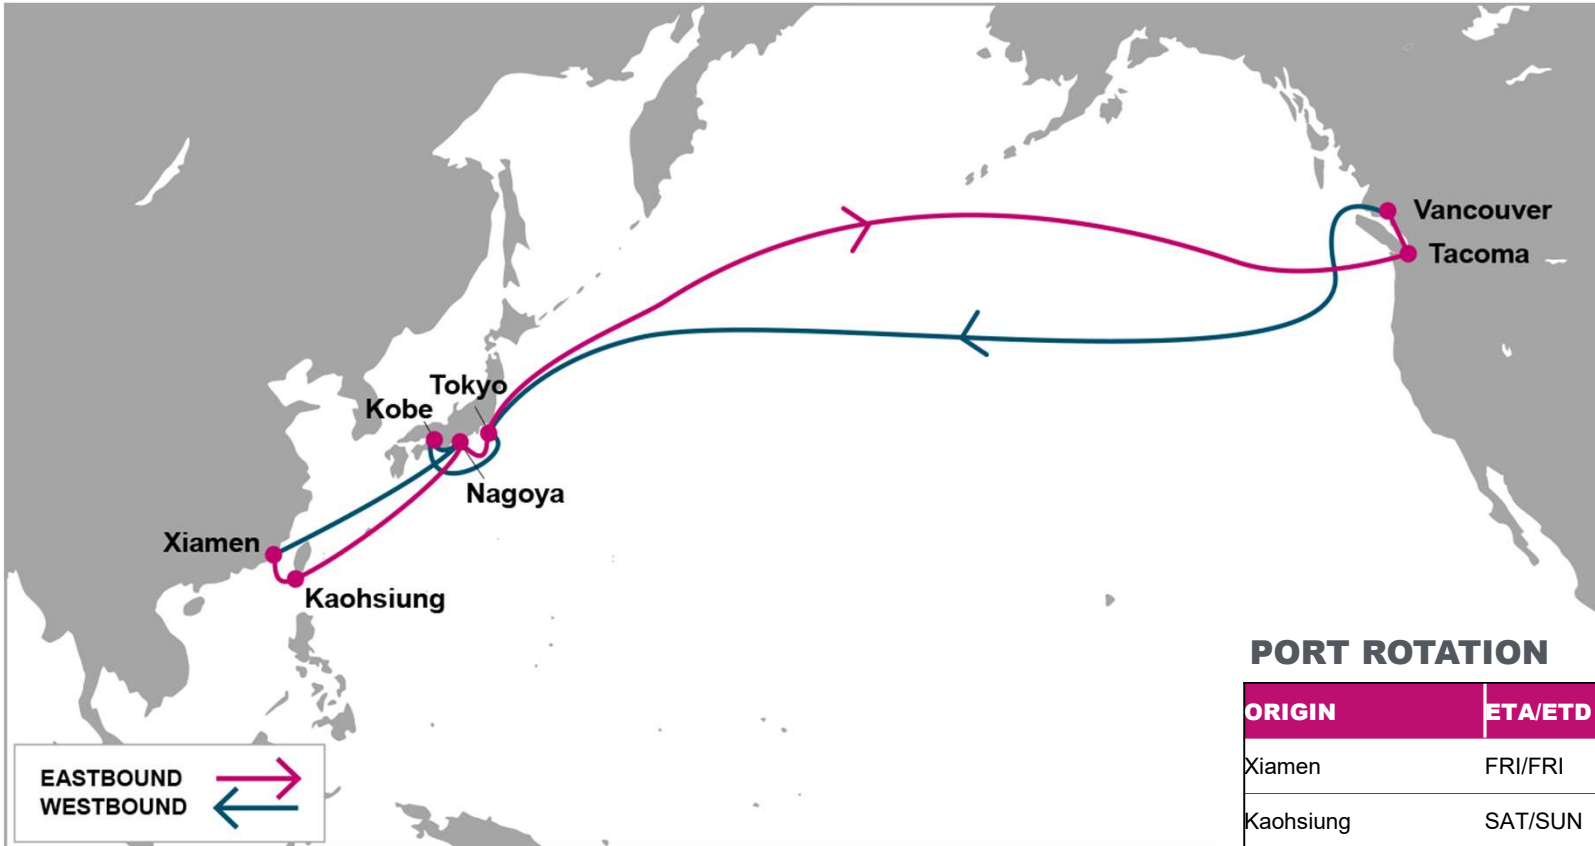 Vancouver
Tacoma
Tokyo
Kobe
Nagoya
Xiamen
Kaohsiung
PORT ROTATION
ORIGIN ETA/ETD
Xiamen FRI/FRI
Kaohsiung SAT/SUN
EASTBOUND
WESTBOUND